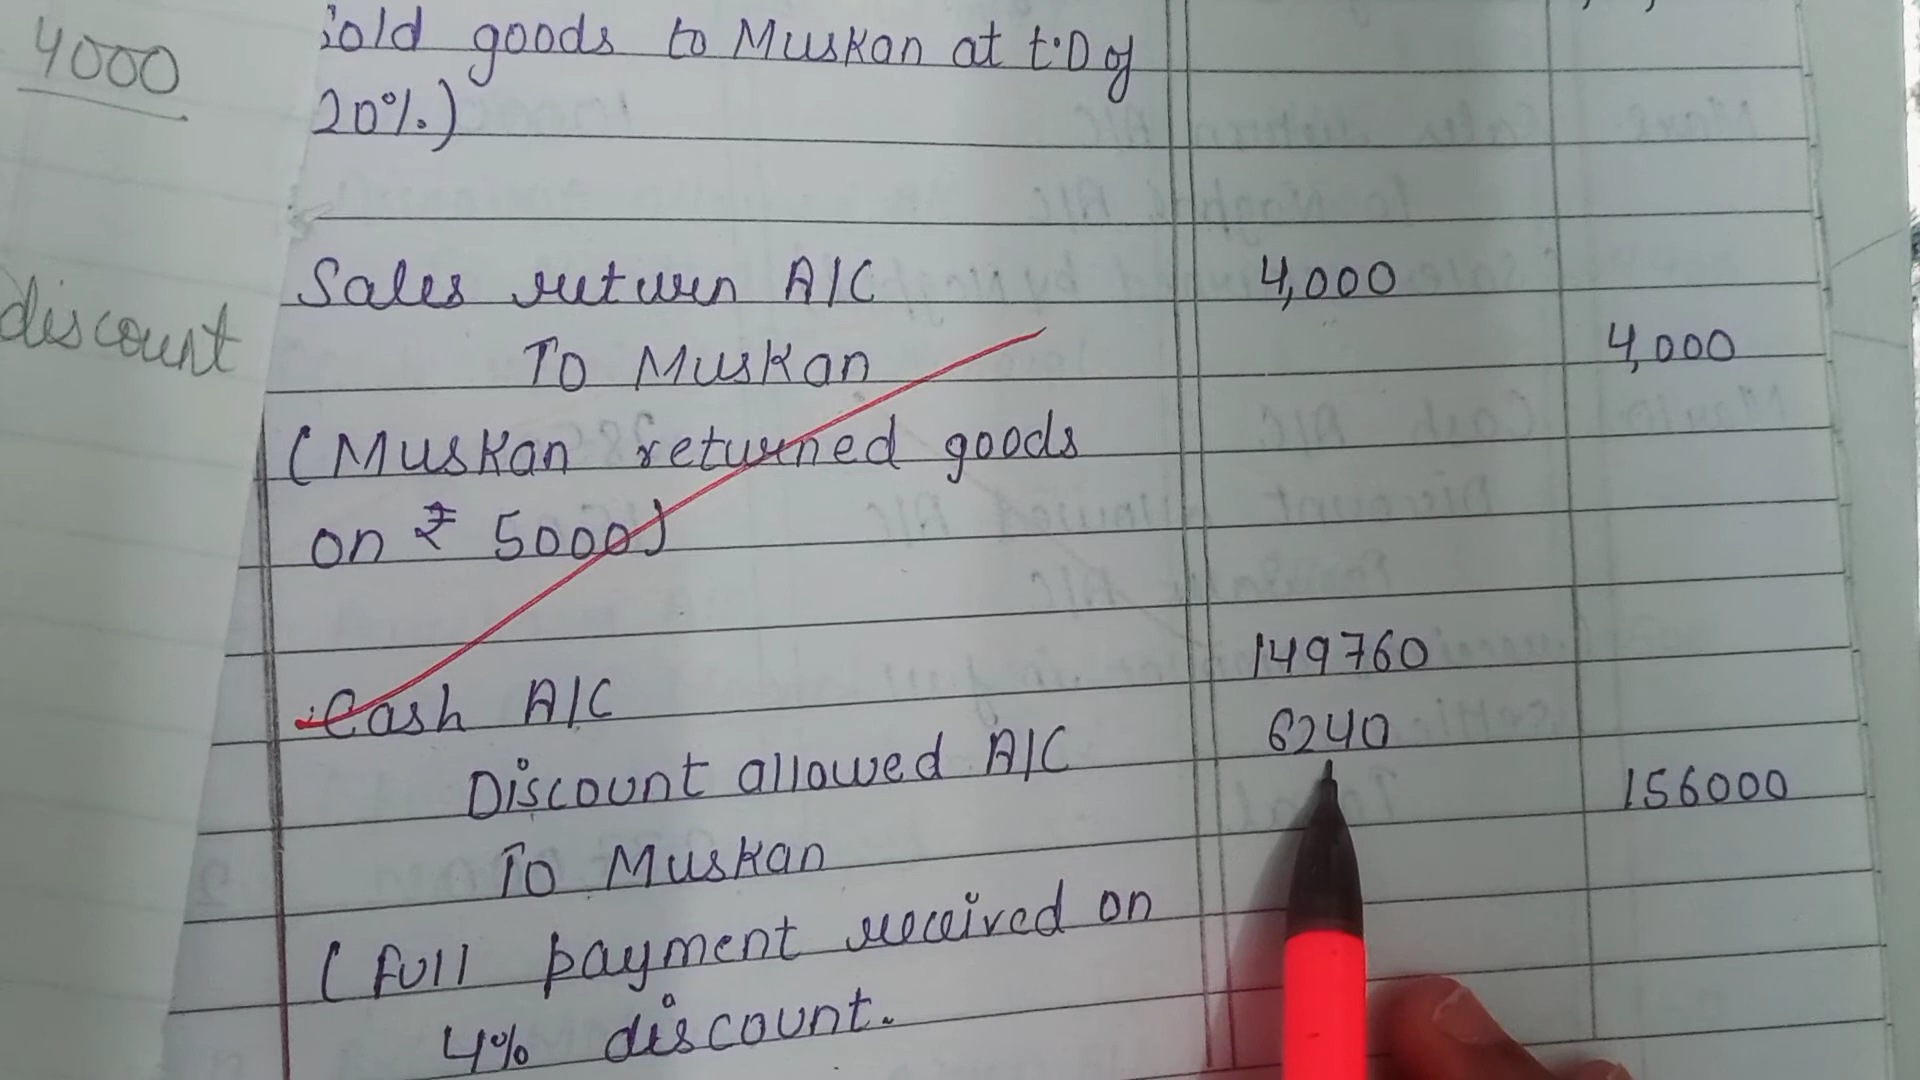 4000
Sold goods to Muskan at t.D of
20%.)
discount
Sales return A/C 4,000
To Muskan 4,000
(Muskan returned goods
on ₹ 5000)
Cash A/C 149760
Discount allowed A/C 6240
To Muskan 156000
(Full payment received on
4% discount.